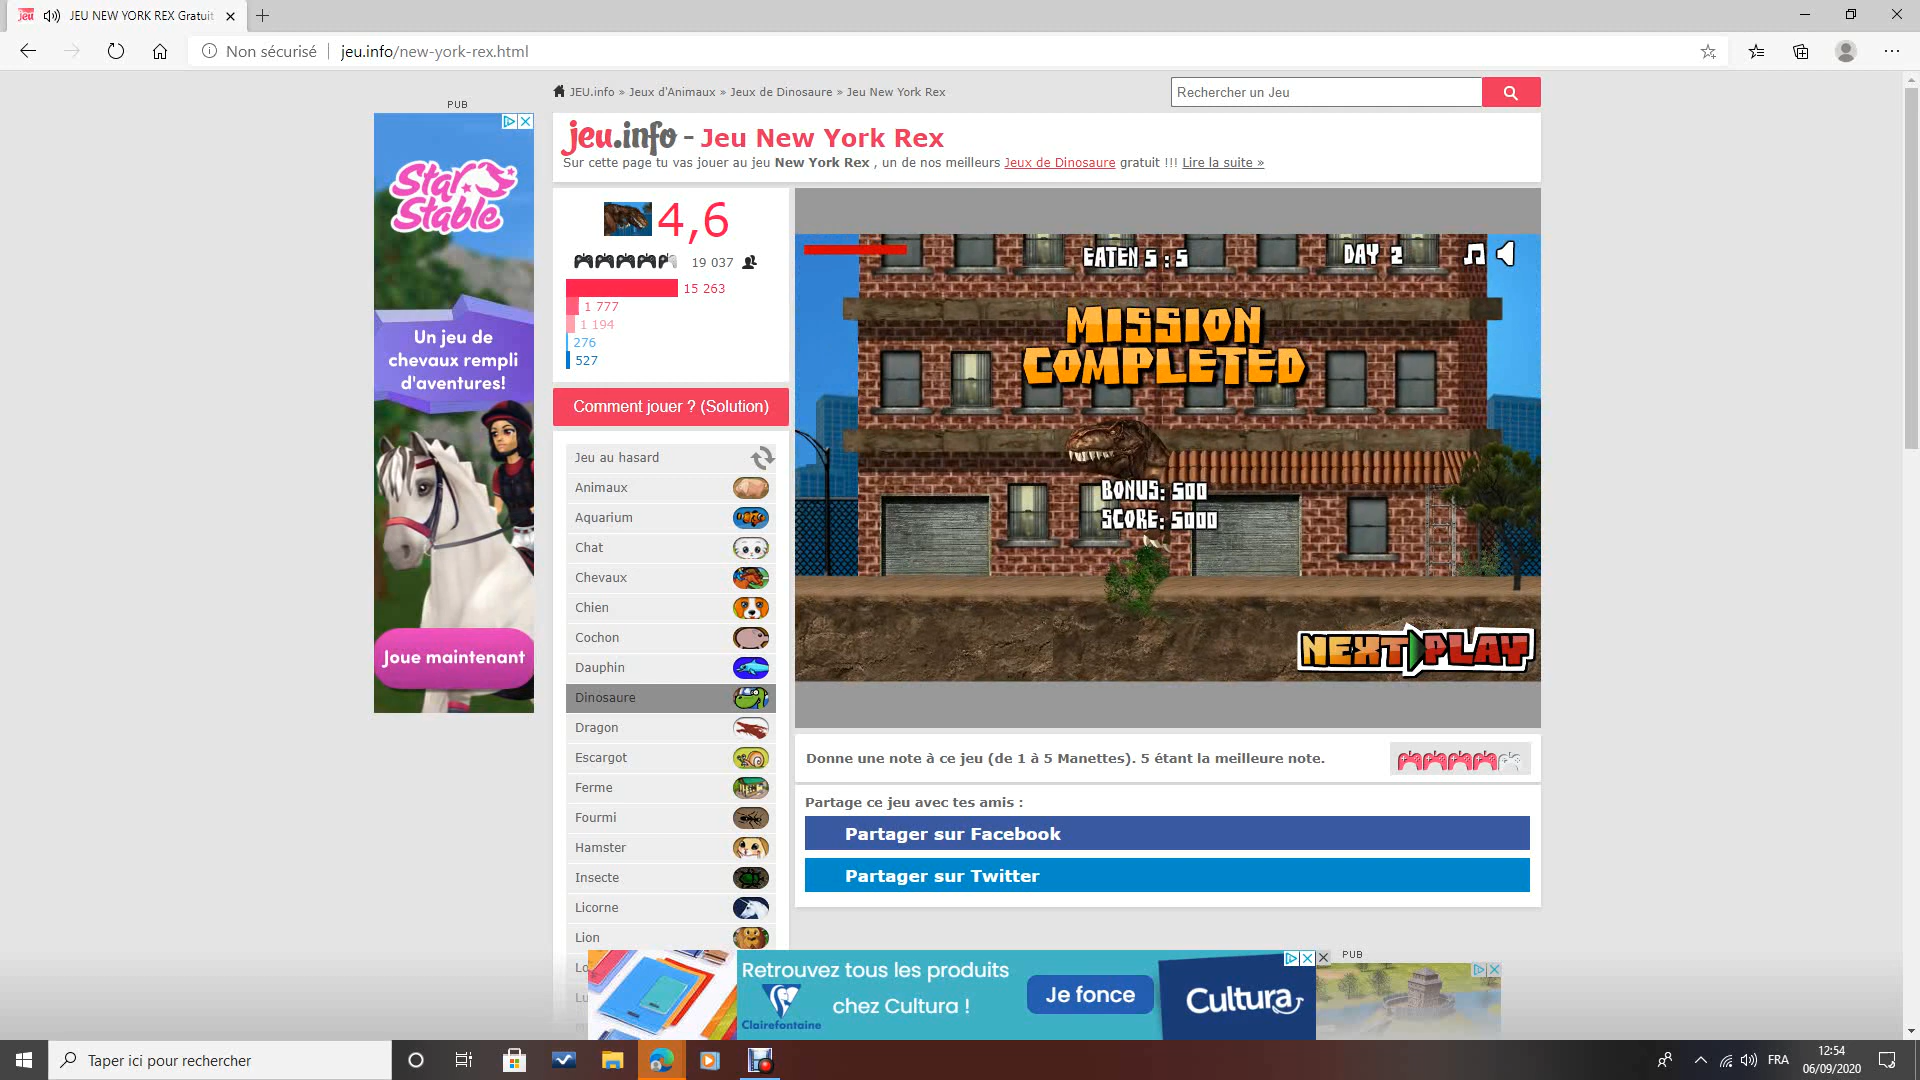 jeu JEU NEW YORK REX Gratuit
Non sécurisé jeu.info/new-york-rex.html
JEU.info » Jeux d'Animaux » Jeux de Dinosaure » Jeu New York Rex
Rechercher un Jeu
PUB
jeu.info - Jeu New York Rex
Sur cette page tu vas jouer au jeu New York Rex , un de nos meilleurs Jeux de Dinosaure gratuit !!! Lire la suite »
Star
Stable
Un jeu de
chevaux rempli
d'aventures!
Joue maintenant
4,6
19 037
15 263
1 777
1 194
276
527
Comment jouer ? (Solution)
Jeu au hasard
Animaux
Aquarium
Chat
Chevaux
Chien
Cochon
Dauphin
Dinosaure
Dragon
Escargot
Ferme
Fourmi
Hamster
Insecte
Licorne
Lion
EATEN 5 : 5
DAY 2
MISSION
COMPLETED
BONUS: 500
SCORE: 5000
NEXT PLAY
Donne une note à ce jeu (de 1 à 5 Manettes). 5 étant la meilleure note.
Partage ce jeu avec tes amis :
Partager sur Facebook
Partager sur Twitter
Retrouvez tous les produits
Clairefontaine
chez Cultura !
Je fonce
Cultura
PUB
Taper ici pour rechercher
FRA
12:54
06/09/2020